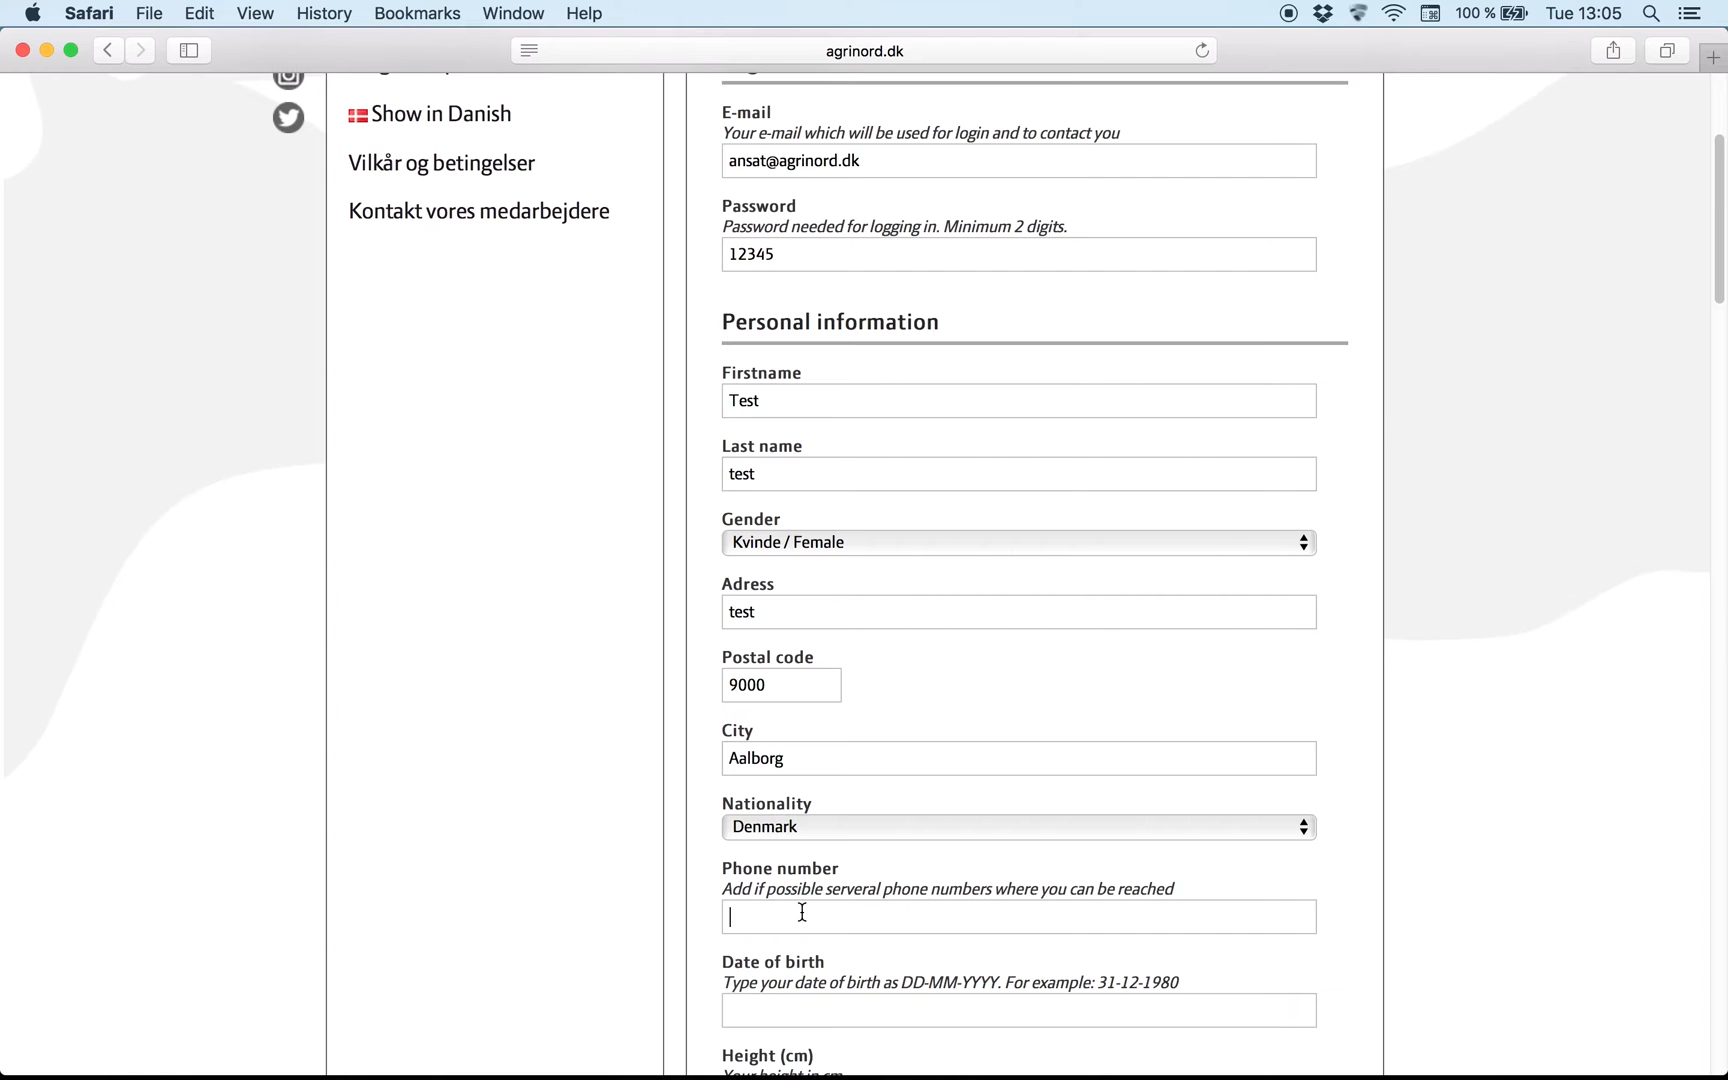 Safari File Edit View History Bookmarks Window Help 100 % Tue 13:05
agrinord.dk
Show in Danish
Vilkår og betingelser
Kontakt vores medarbejdere
E-mail
Your e-mail which will be used for login and to contact you
ansat@agrinord.dk
Password
Password needed for logging in. Minimum 2 digits.
12345
Personal information
Firstname
Test
Last name
test
Gender
Kvinde / Female
Adress
test
Postal code
9000
City
Aalborg
Nationality
Denmark
Phone number
Add if possible serveral phone numbers where you can be reached
Date of birth
Type your date of birth as DD-MM-YYYY. For example: 31-12-1980
Height (cm)
Your height in cm